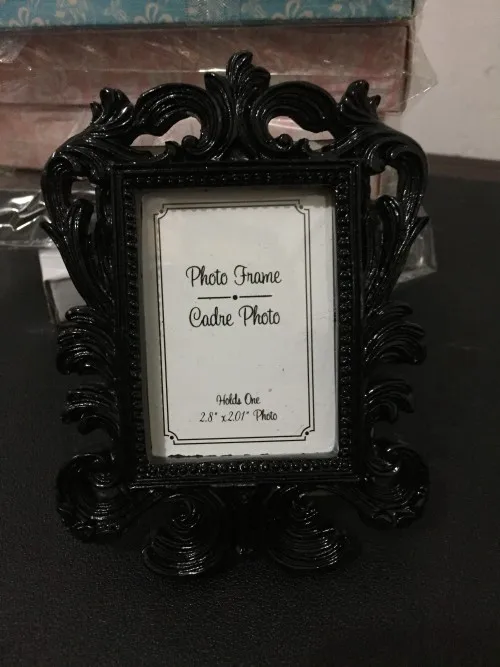 Photo Frame
Cadre Photo
Holds One
2.8" x 2.01" Photo